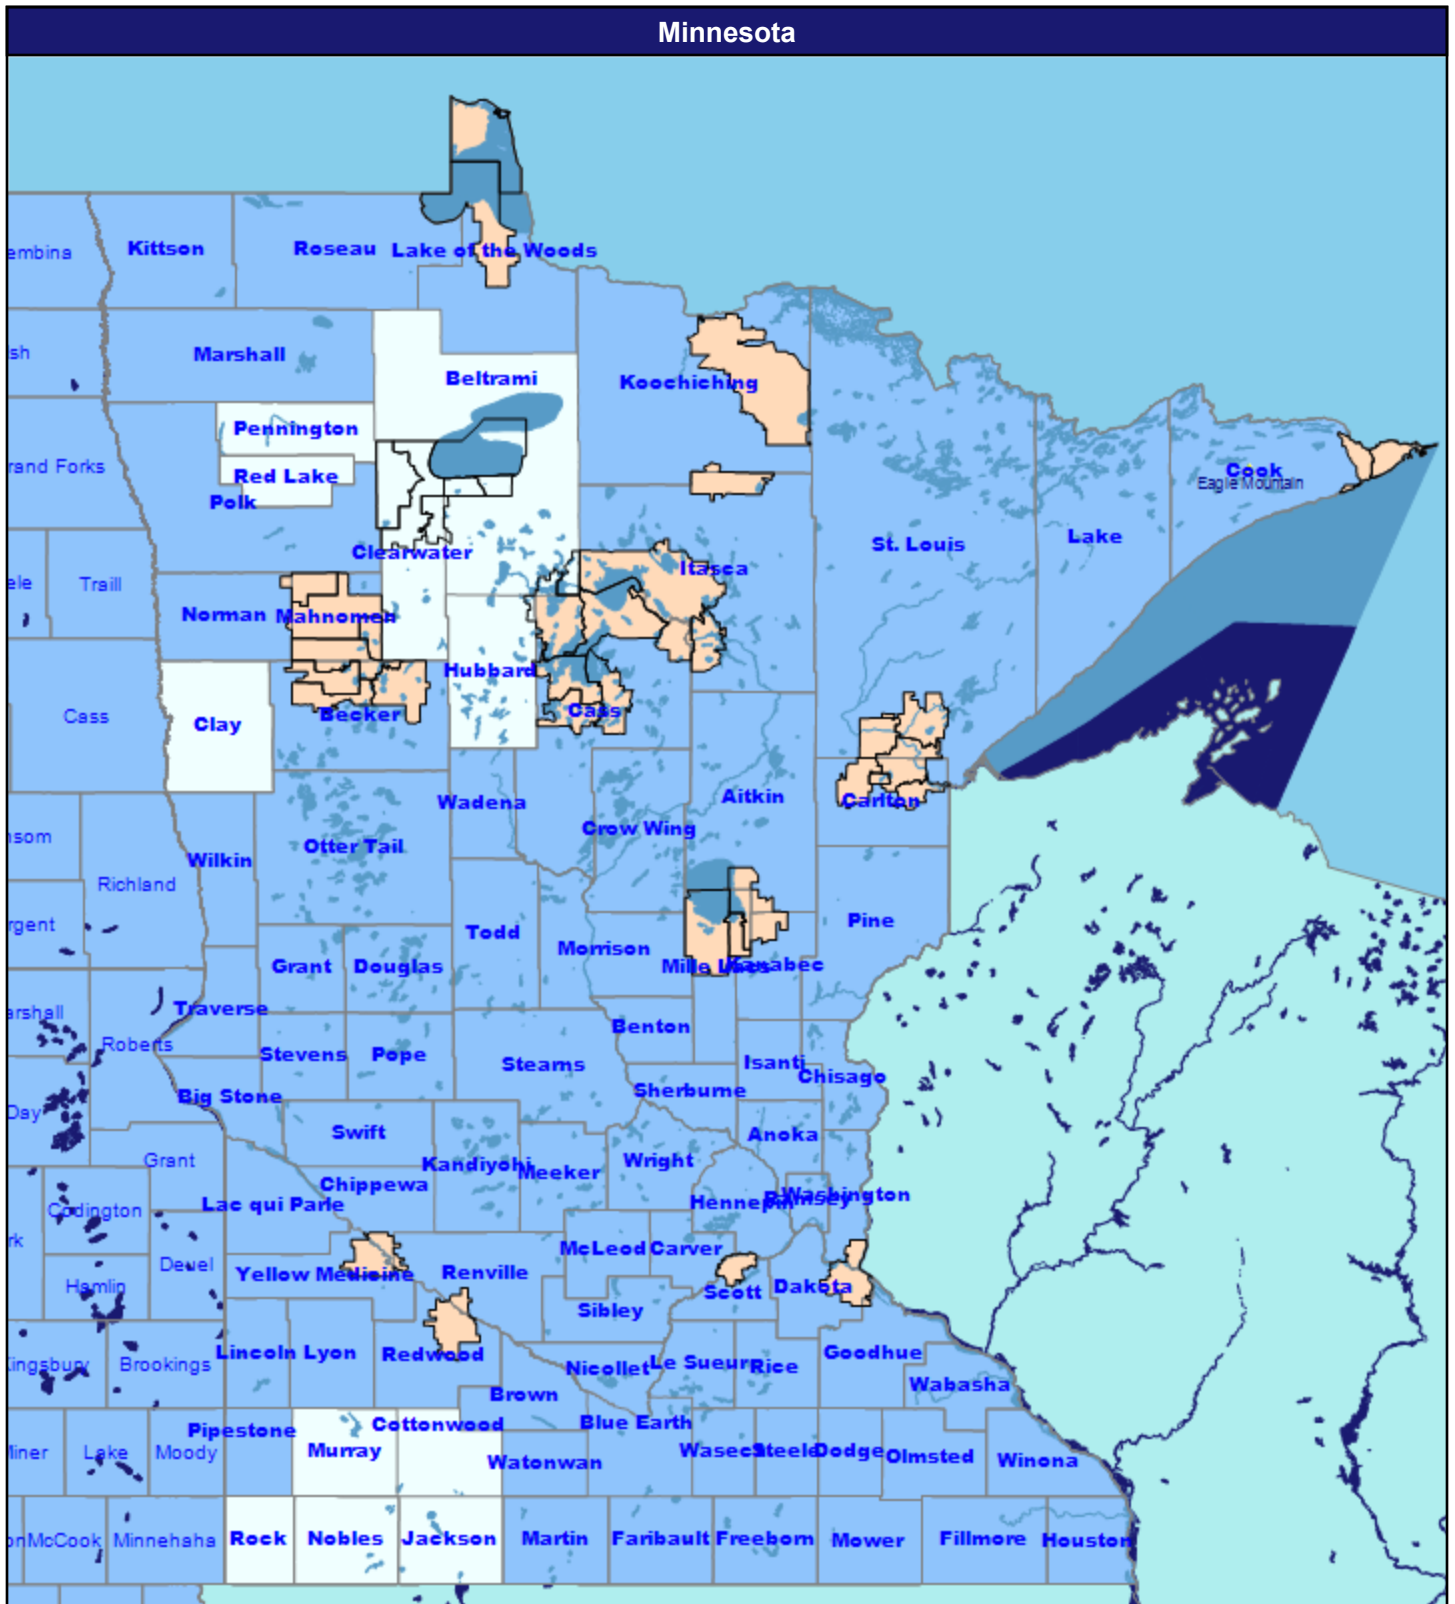 Minnesota
Kittson
Roseau
Lake of the Woods
embina
sh
Marshall
Beltrami
Koochiching
Pennington
Red Lake
Polk
rand Forks
Cook
Eagle Mountain
Clearwater
St. Louis
Lake
Itasca
ele
Traill
Norman
Mahnomen
Hubbard
Cass
Becker
Cass
Clay
Wadena
Aitkin
Carlton
Crow Wing
nsom
Otter Tail
Wilkin
Richland
Pine
rgent
Todd
Morrison
Grant
Douglas
Mille Lacs
Kanabec
arshall
Traverse
Roberts
Benton
Stevens
Pope
Stearns
Isanti
Chisago
Sherburne
Big Stone
Day
Swift
Anoka
Grant
Kandiyohi
Meeker
Wright
Chippewa
Lac qui Parle
Hennepin
Ramsey
Washington
Codington
rk
McLeod
Carver
Deuel
Yellow Medicine
Renville
Hamlin
Scott
Dakota
Sibley
Kingsbury
Brookings
Lincoln
Lyon
Redwood
Nicollet
Le Sueur
Rice
Goodhue
Wabasha
Brown
Blue Earth
Pipestone
Cottonwood
Murray
Miner
Lake
Moody
Watonwan
Waseca
Steele
Dodge
Olmsted
Winona
on
McCook
Minnehaha
Rock
Nobles
Jackson
Martin
Faribault
Freeborn
Mower
Fillmore
Houston